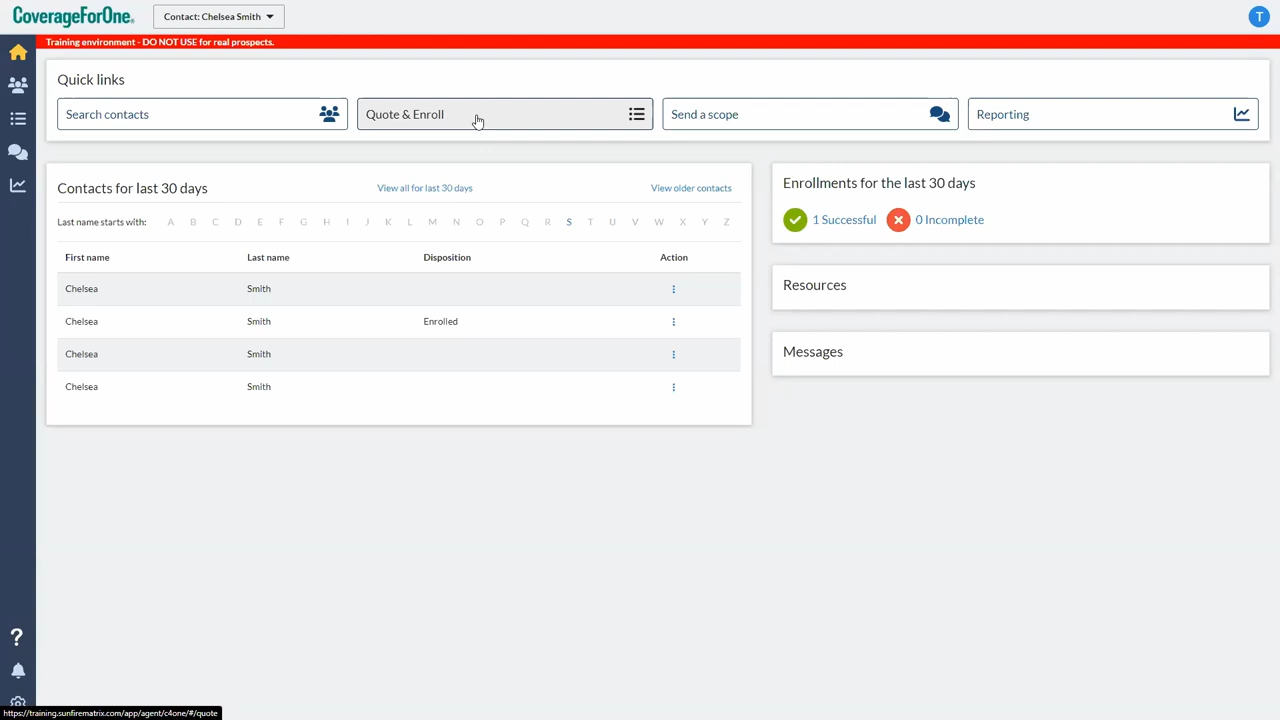 CoverageForOne.
Contact: Chelsea Smith
T
Training environment - DO NOT USE for real prospects.
Quick links
Search contacts
Quote & Enroll
Send a scope
Reporting
Contacts for last 30 days
View all for last 30 days
View older contacts
Last name starts with: A B C D E F G H I J K L M N O P Q R S T U V W X Y Z
First name Last name Disposition Action
Chelsea Smith
Chelsea Smith Enrolled
Chelsea Smith
Chelsea Smith
Enrollments for the last 30 days
1 Successful 0 Incomplete
Resources
Messages
?
https://training.sunfirematrix.com/app/agent/c4one/#/quote